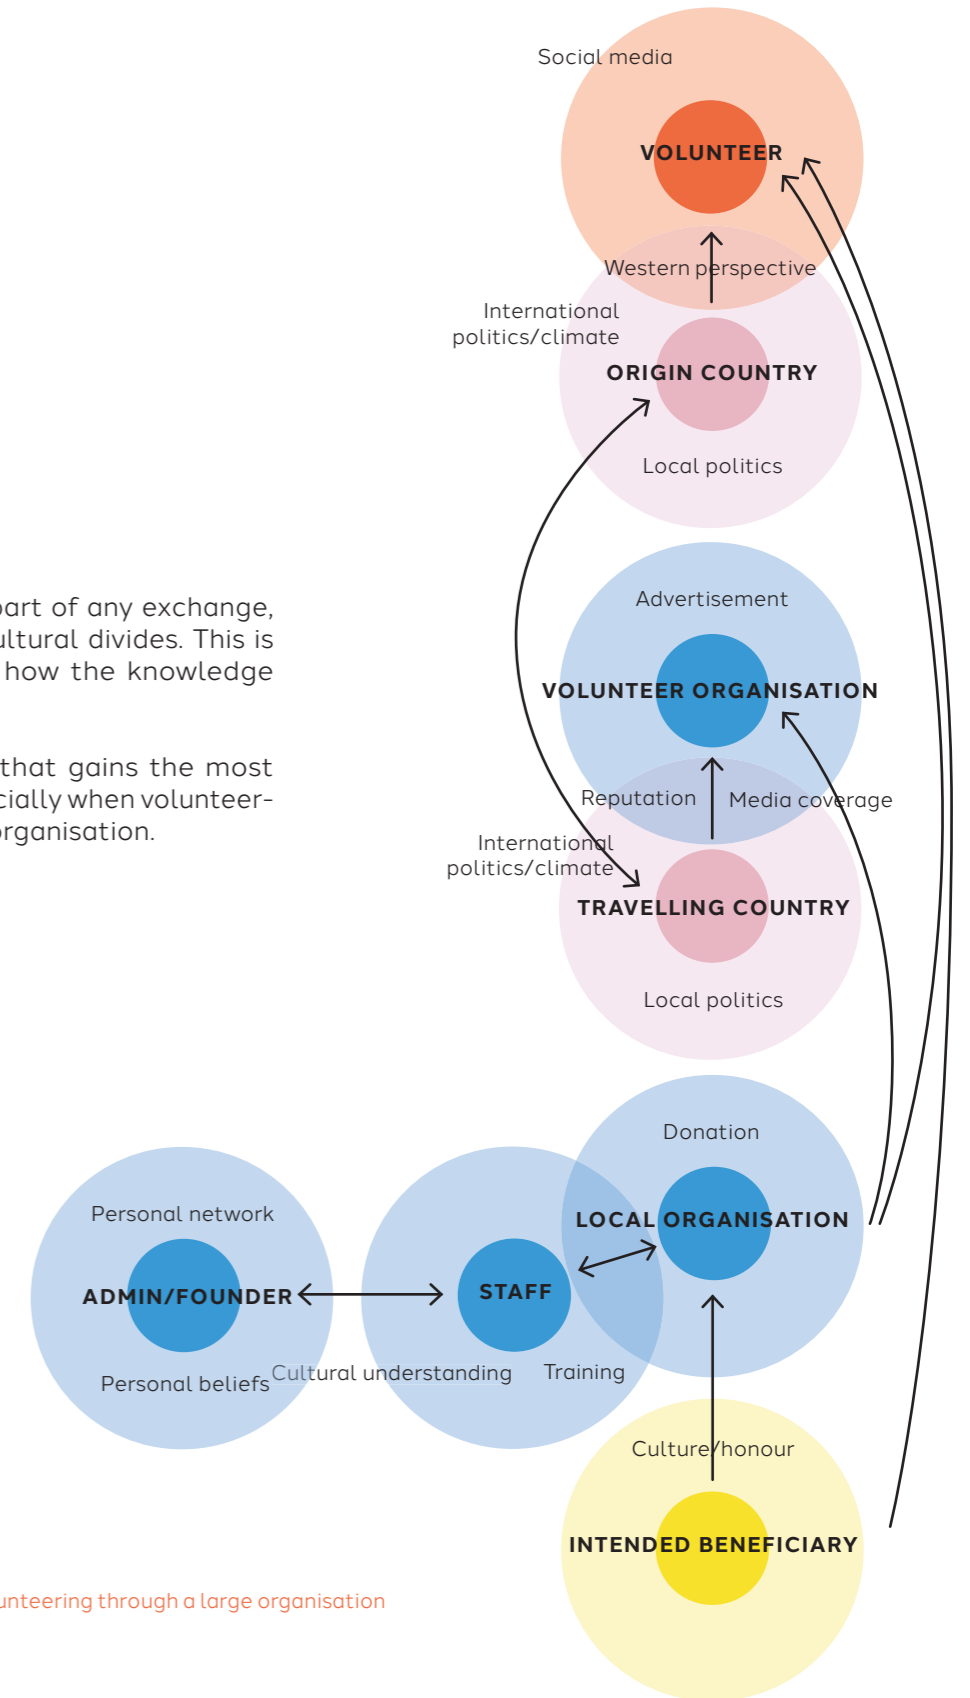 Social media
VOLUNTEER
Western perspective
International
politics/climate
ORIGIN COUNTRY
Local politics
part of any exchange,
ultural divides. This is
how the knowledge
that gains the most
cially when volunteer-
organisation.
Advertisement
VOLUNTEER ORGANISATION
Reputation
Media coverage
International
politics/climate
TRAVELLING COUNTRY
Local politics
Donation
LOCAL ORGANISATION
Personal network
ADMIN/FOUNDER
Personal beliefs
STAFF
Cultural understanding
Training
Culture/honour
INTENDED BENEFICIARY
unteering through a large organisation